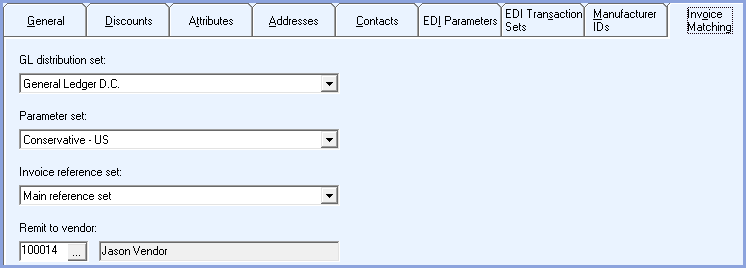 General Discounts Attributes Addresses Contacts EDI Parameters EDI Transaction Sets Manufacturer IDs Invoice Matching
GL distribution set:
General Ledger D.C.
Parameter set:
Conservative - US
Invoice reference set:
Main reference set
Remit to vendor:
100014 ... Jason Vendor